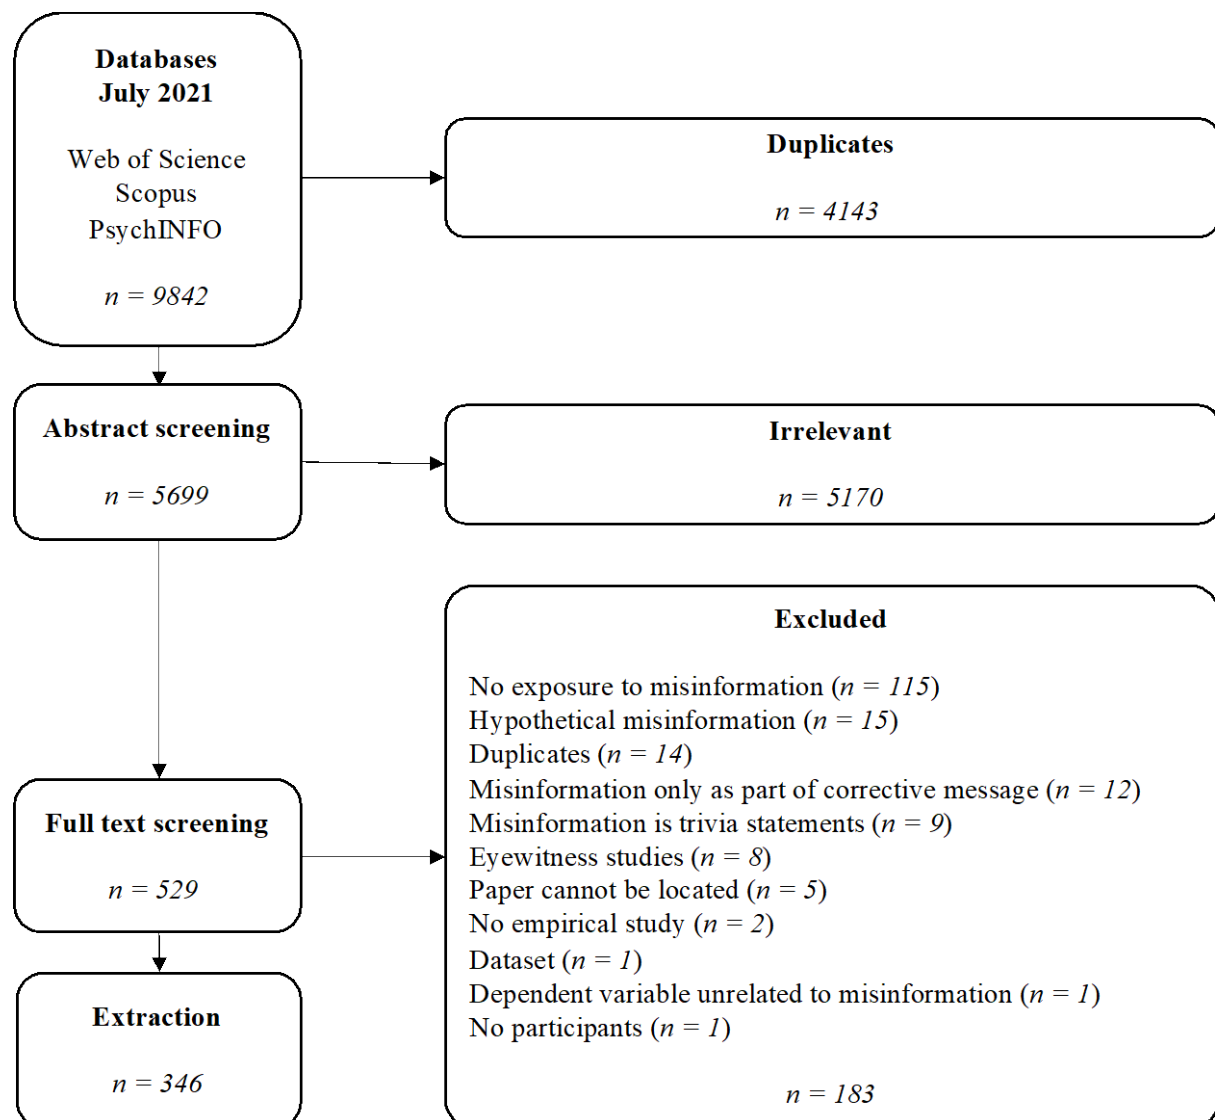 Databases
July 2021
Web of Science
Scopus
PsychINFO
n = 9842
Duplicates
n = 4143
Abstract screening
n = 5699
Irrelevant
n = 5170
Full text screening
n = 529
Excluded
No exposure to misinformation (n = 115)
Hypothetical misinformation (n = 15)
Duplicates (n = 14)
Misinformation only as part of corrective message (n = 12)
Misinformation is trivia statements (n = 9)
Eyewitness studies (n = 8)
Paper cannot be located (n = 5)
No empirical study (n = 2)
Dataset (n = 1)
Dependent variable unrelated to misinformation (n = 1)
No participants (n = 1)
n = 183
Extraction
n = 346